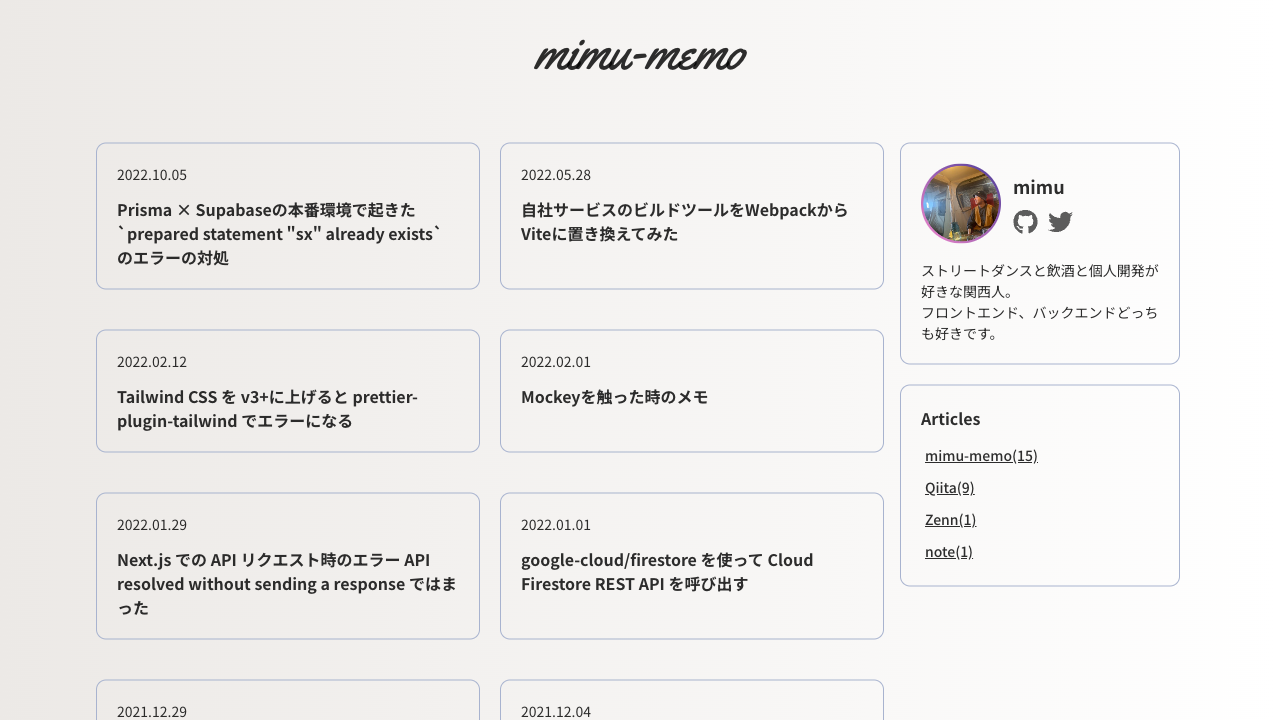 mimu-memo
2022.10.05
Prisma × Supabaseの本番環境で起きた
`prepared statement "sx" already exists`
のエラーの対処
2022.05.28
自社サービスのビルドツールをWebpackから
Viteに置き換えてみた
2022.02.12
Tailwind CSS を v3+に上げると prettier-
plugin-tailwind でエラーになる
2022.02.01
Mockeyを触った時のメモ
2022.01.29
Next.js での API リクエスト時のエラー API
resolved without sending a response ではま
った
2022.01.01
google-cloud/firestore を使って Cloud
Firestore REST API を呼び出す
2021.12.29
2021.12.04
mimu
ストリートダンスと飲酒と個人開発が
好きな関西人。
フロントエンド、バックエンドどっち
も好きです。
Articles
mimu-memo(15)
Qiita(9)
Zenn(1)
note(1)